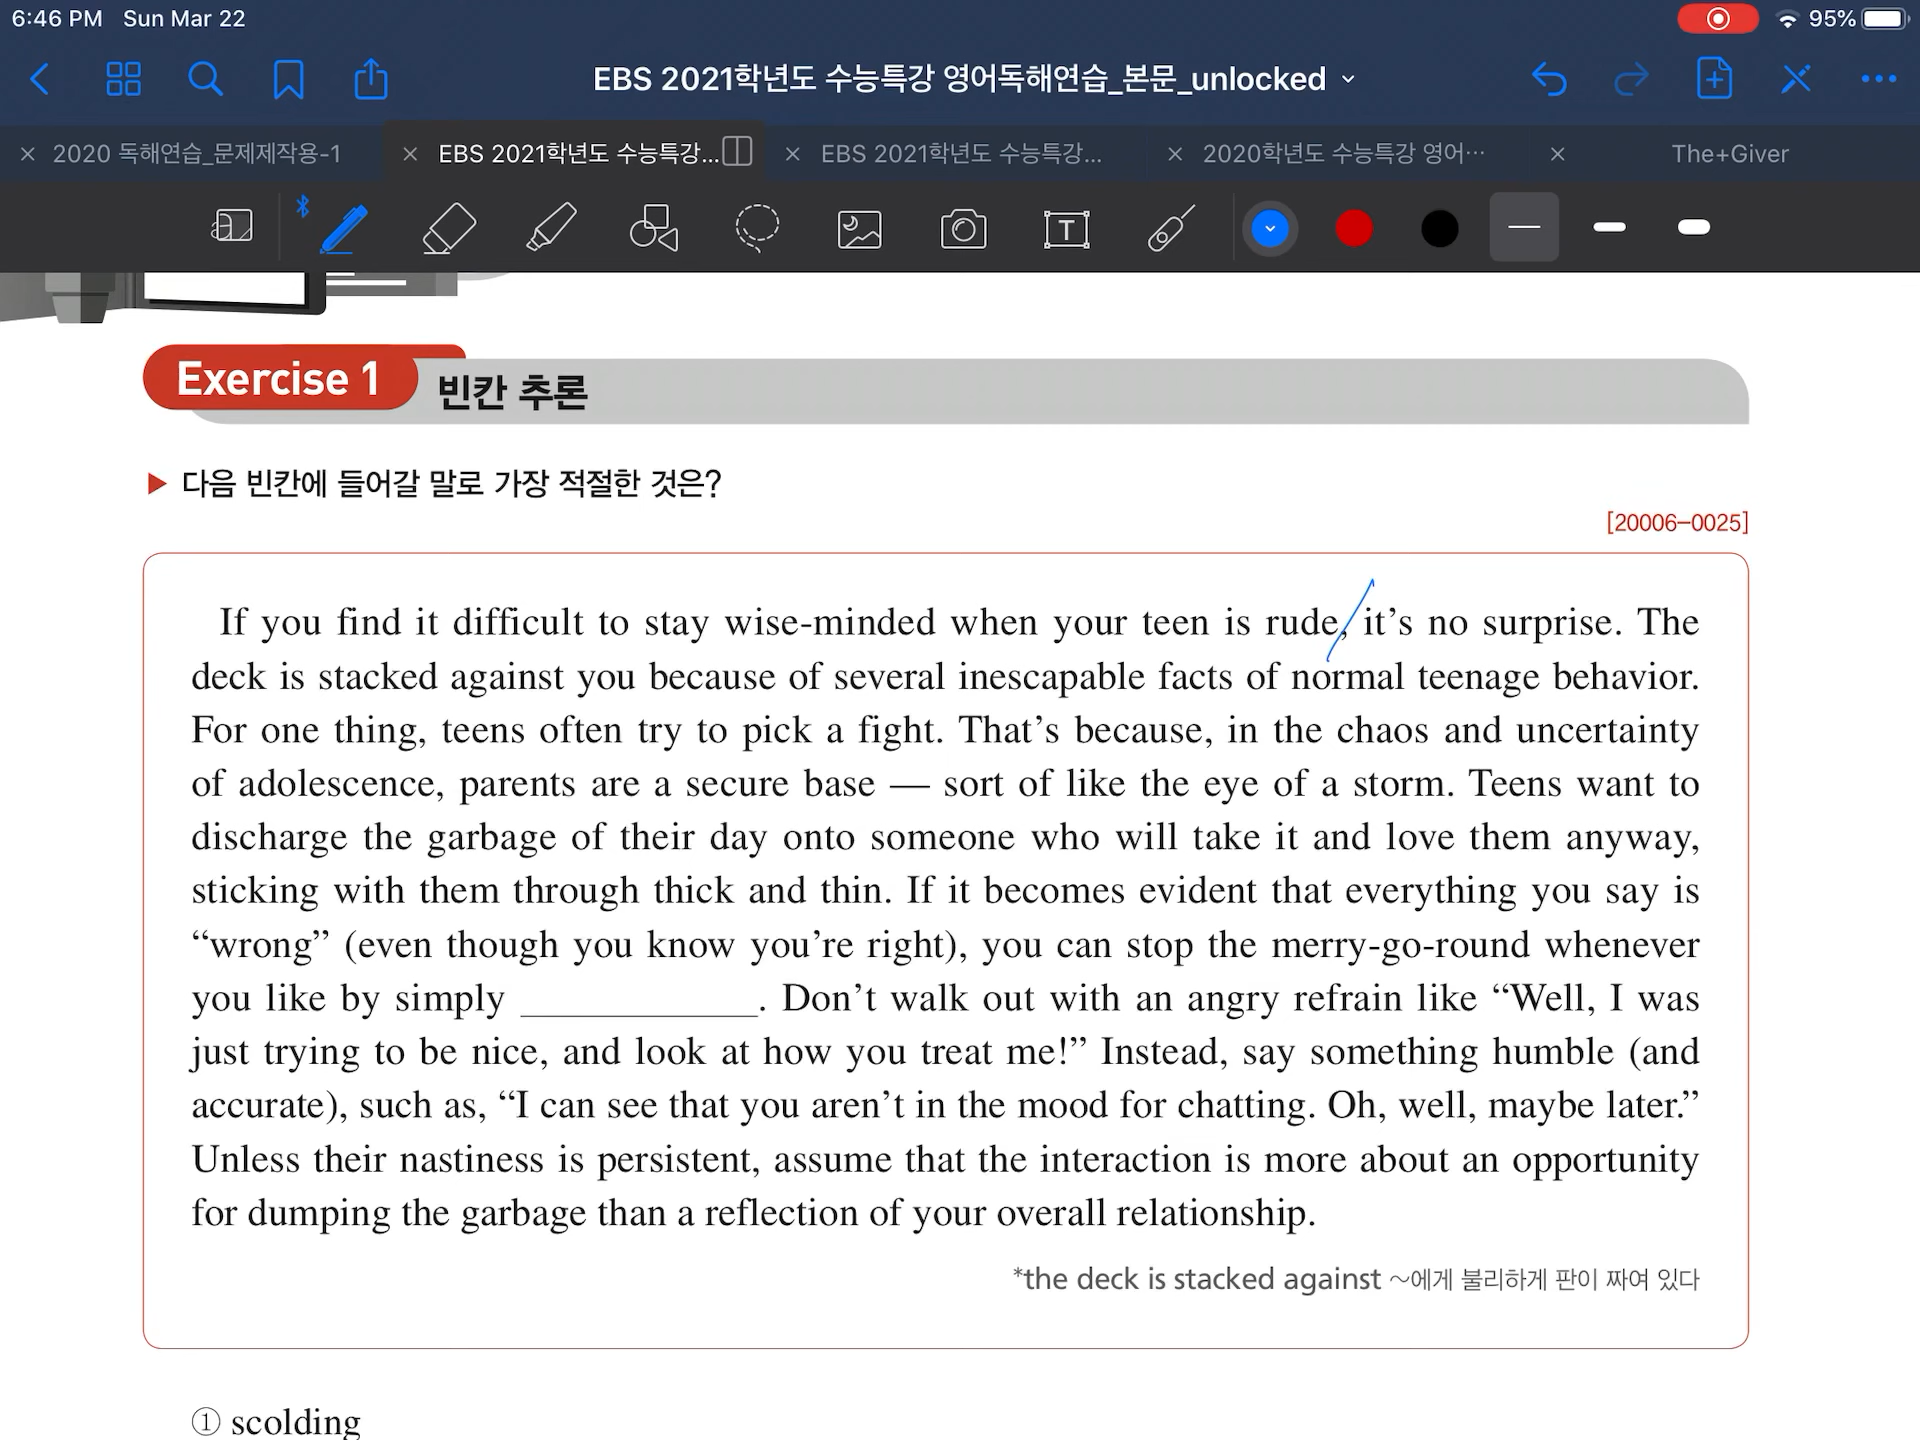 6:46 PM Sun Mar 22
95%
EBS 2021학년도 수능특강 영어독해연습_본문_unlocked
2020 독해연습_문제제작용-1
EBS 2021학년도 수능특강...
EBS 2021학년도 수능특강...
2020학년도 수능특강 영어···
The+Giver
T
Exercise 1 빈칸 추론
▶ 다음 빈칸에 들어갈 말로 가장 적절한 것은?
[20006–0025]
If you find it difficult to stay wise-minded when your teen is rude, it's no surprise. The
deck is stacked against you because of several inescapable facts of normal teenage behavior.
For one thing, teens often try to pick a fight. That's because, in the chaos and uncertainty
of adolescence, parents are a secure base — sort of like the eye of a storm. Teens want to
discharge the garbage of their day onto someone who will take it and love them anyway,
sticking with them through thick and thin. If it becomes evident that everything you say is
“wrong” (even though you know you’re right), you can stop the merry-go-round whenever
you like by simply ____________. Don’t walk out with an angry refrain like “Well, I was
just trying to be nice, and look at how you treat me!” Instead, say something humble (and
accurate), such as, “I can see that you aren’t in the mood for chatting. Oh, well, maybe later.”
Unless their nastiness is persistent, assume that the interaction is more about an opportunity
for dumping the garbage than a reflection of your overall relationship.
*the deck is stacked against ~에게 불리하게 판이 짜여 있다
① scolding